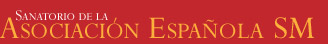 SANATORIO DE LA
ASOCIACIÓN ESPAÑOLA SM